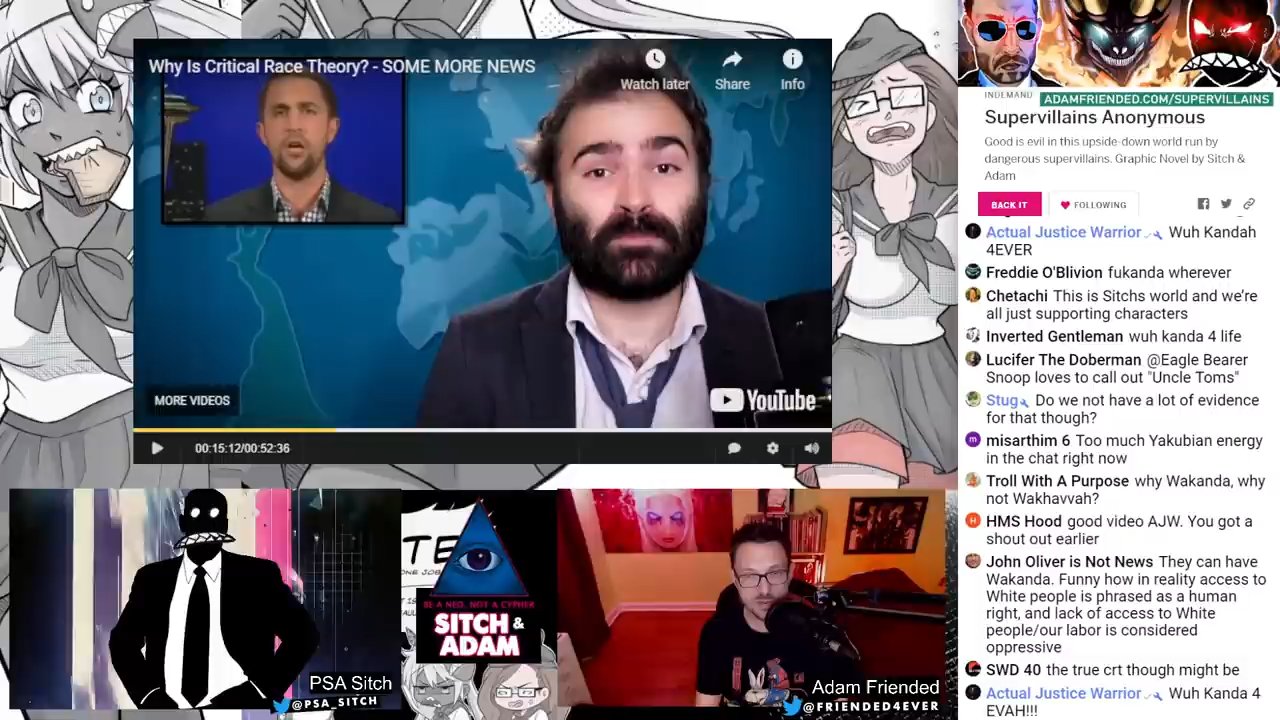 Why Is Critical Race Theory? - SOME MORE NEWS
Watch later
Share
Info
MORE VIDEOS
YouTube
00:15:12/00:52:36
INDEMAND
ADAMFRIENDED.COM/SUPERVILLAINS
Supervillains Anonymous
Good is evil in this upside-down world run by
dangerous supervillains. Graphic Novel by Sitch &
Adam
BACK IT
FOLLOWING
Actual Justice Warrior Wuh Kandah
4EVER
Freddie O'Blivion fukanda wherever
Chetachi This is Sitchs world and we're
all just supporting characters
Inverted Gentleman wuh kanda 4 life
Lucifer The Doberman @Eagle Bearer
Snoop loves to call out "Uncle Toms"
Stug Do we not have a lot of evidence
for that though?
misarthim 6 Too much Yakubian energy
in the chat right now
Troll With A Purpose why Wakanda, why
not Wakhavvah?
HMS Hood good video AJW. You got a
shout out earlier
John Oliver is Not News They can have
Wakanda. Funny how in reality access to
White people is phrased as a human
right, and lack of access to White
people/our labor is considered
oppressive
SWD 40 the true crt though might be
Actual Justice Warrior Wuh Kanda 4
EVAH!!!
PSA Sitch
@PSA_SITCH
BE A NEO, NOT A CYPHER
SITCH &
ADAM
Adam Friended
@FRIENDED4EVER